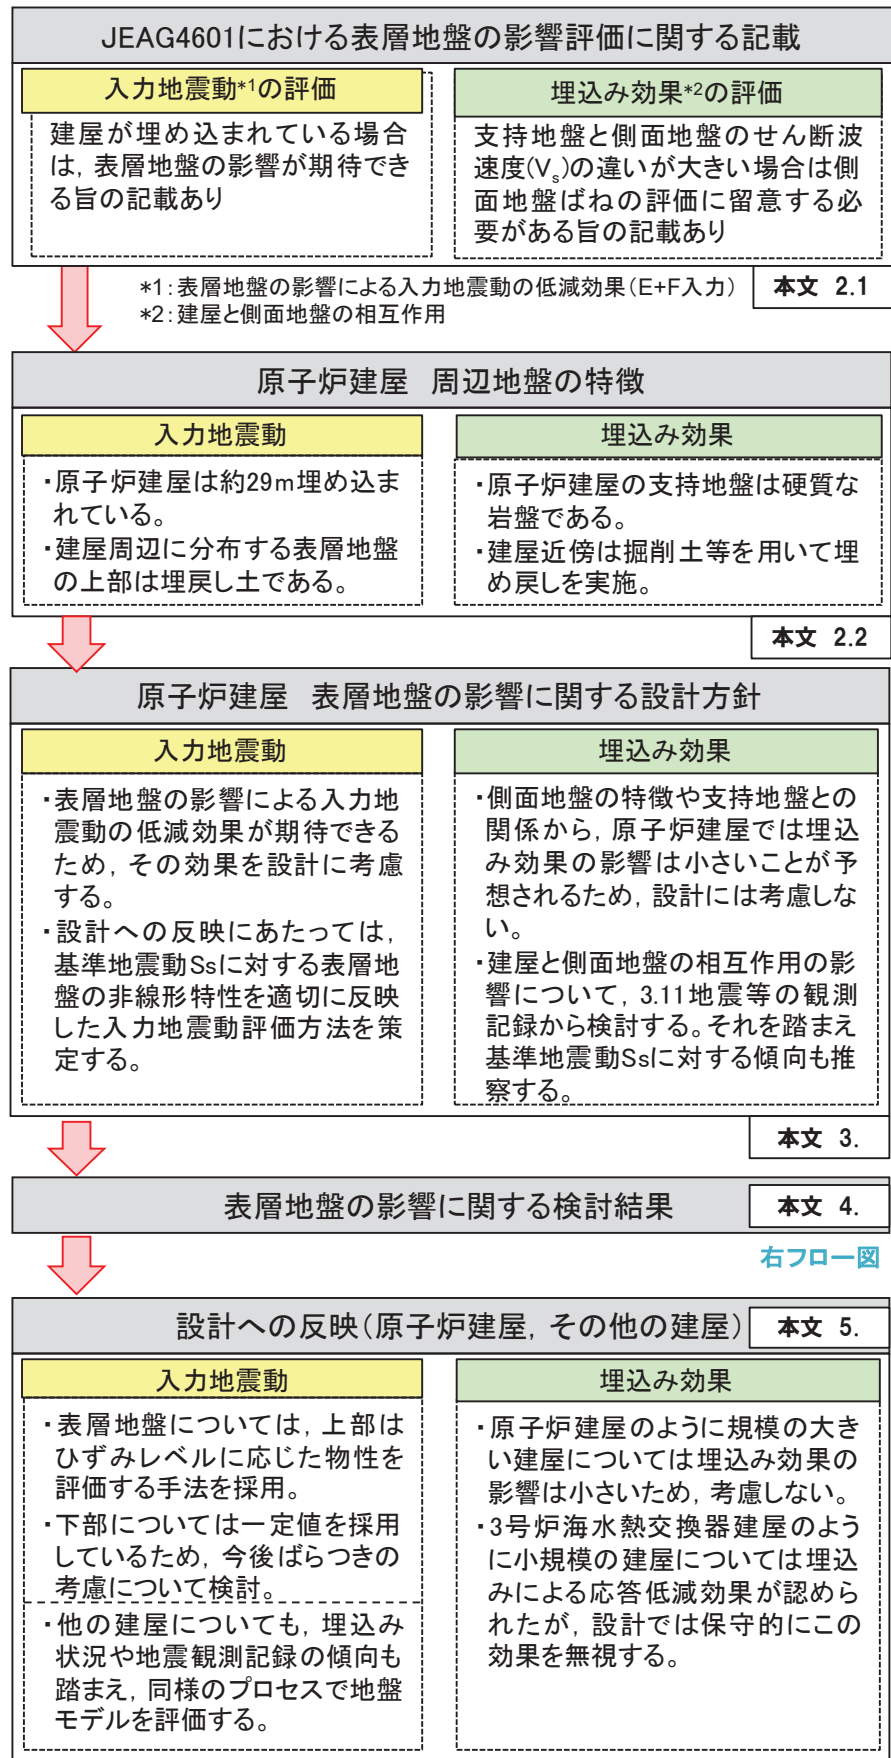 JEAG4601における表層地盤の影響評価に関する記載
入力地震動*1の評価
建屋が埋め込まれている場合
は，表層地盤の影響が期待でき
る旨の記載あり
埋込み効果*2の評価
支持地盤と側面地盤のせん断波
速度(Vs)の違いが大きい場合は側
面地盤ばねの評価に留意する必
要がある旨の記載あり
*1：表層地盤の影響による入力地震動の低減効果（E+F入力）
*2：建屋と側面地盤の相互作用
本文 2.1
原子炉建屋　周辺地盤の特徴
入力地震動
・原子炉建屋は約29m埋め込ま
れている。
・建屋周辺に分布する表層地盤
の上部は埋戻し土である。
埋込み効果
・原子炉建屋の支持地盤は硬質な
岩盤である。
・建屋近傍は掘削土等を用いて埋
め戻しを実施。
本文 2.2
原子炉建屋　表層地盤の影響に関する設計方針
入力地震動
・表層地盤の影響による入力地
震動の低減効果が期待できる
ため，その効果を設計に考慮
する。
・設計への反映にあたっては，
基準地震動Ssに対する表層地
盤の非線形特性を適切に反映
した入力地震動評価方法を策
定する。
埋込み効果
・側面地盤の特徴や支持地盤との
関係から，原子炉建屋では埋込
み効果の影響は小さいことが予
想されるため，設計には考慮しな
い。
・建屋と側面地盤の相互作用の影
響について，3.11地震等の観測
記録から検討する。それを踏まえ
基準地震動Ssに対する傾向も推
察する。
本文 3.
表層地盤の影響に関する検討結果
本文 4.
右フロー図
設計への反映（原子炉建屋，その他の建屋）
本文 5.
入力地震動
・表層地盤については，上部は
ひずみレベルに応じた物性を
評価する手法を採用。
・下部については一定値を採用
しているため，今後ばらつきの
考慮について検討。
・他の建屋についても，埋込み
状況や地震観測記録の傾向も
踏まえ，同様のプロセスで地盤
モデルを評価する。
埋込み効果
・原子炉建屋のように規模の大き
い建屋については埋込み効果の
影響は小さいため，考慮しない。
・3号炉海水熱交換器建屋のよう
に小規模の建屋については埋込
みによる応答低減効果が認めら
れたが，設計では保守的にこの
効果を無視する。